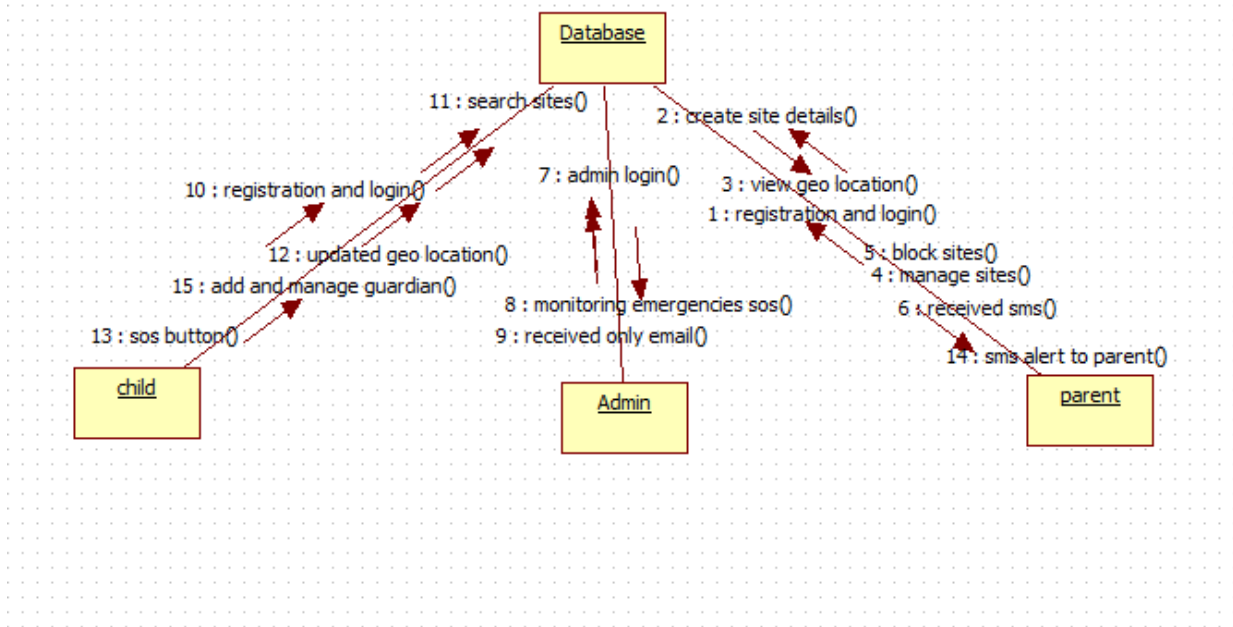 Database
11 : search sites()
2 : create site details()
7 : admin login()
3 : view geo location()
10 : registration and login()
1 : registration and login()
12 : updated geo location()
5 : block sites()
4 : manage sites()
15 : add and manage guardian()
8 : monitoring emergencies sos()
6 : received sms()
13 : sos button()
9 : received only email()
14 : sms alert to parent()
child
Admin
parent